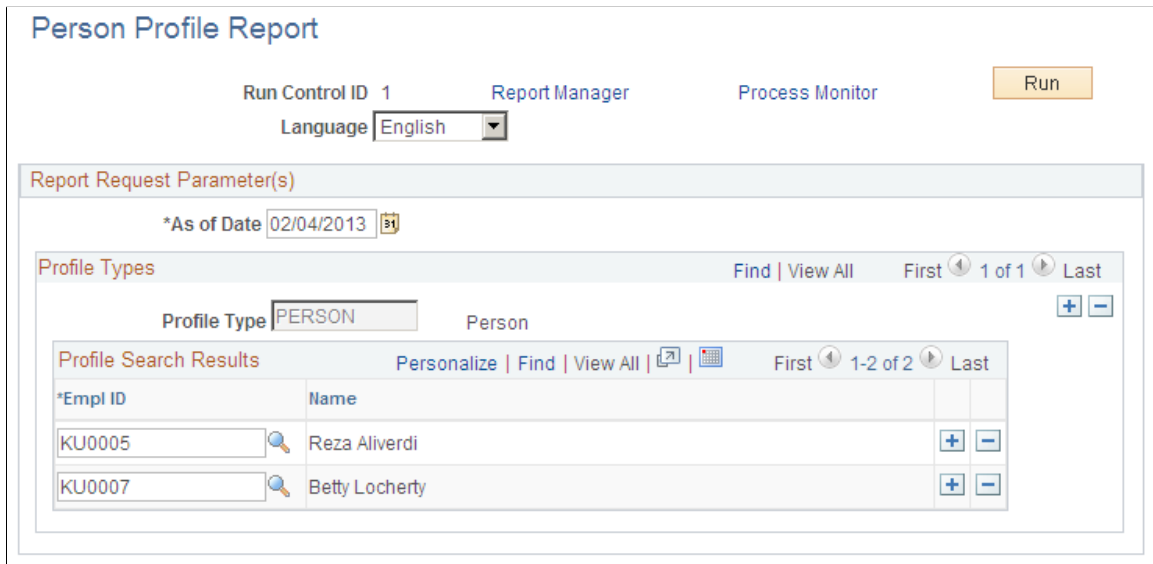 Person Profile Report
Run Control ID 1 Report Manager Process Monitor Run
Language English
Report Request Parameter(s)
*As of Date 02/04/2013 31
Profile Types Find | View All First 1 of 1 Last
Profile Type PERSON Person
Profile Search Results Personalize | Find | View All | | First 1-2 of 2 Last
*Empl ID Name
KU0005 Reza Aliverdi
KU0007 Betty Locherty